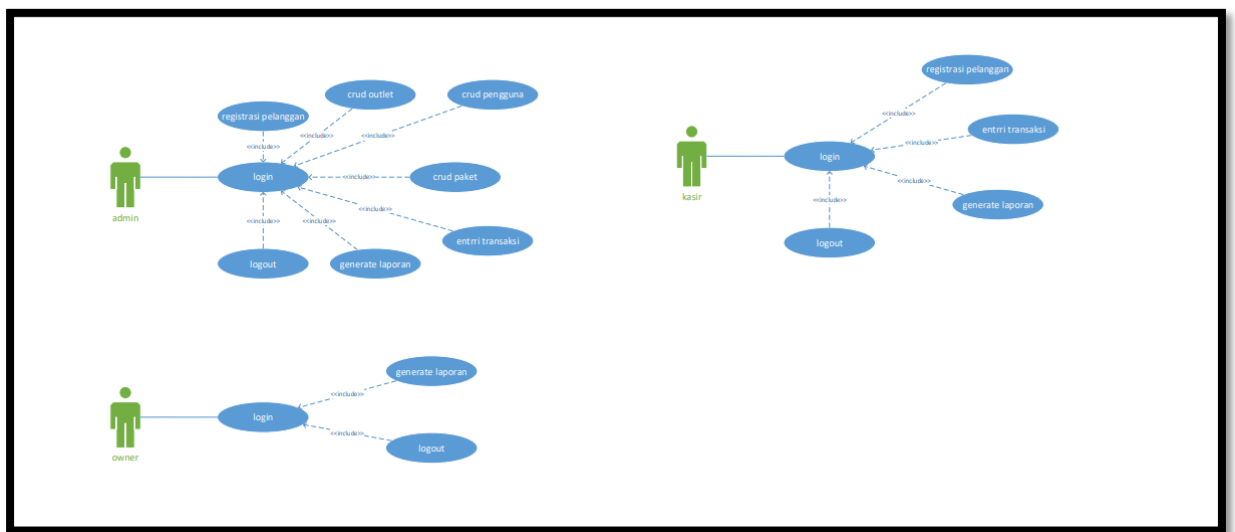 crud outlet
crud pengguna
registrasi pelanggan
<<include>>
<<include>>
<<include>>
login
<<include>>
crud paket
admin
<<include>>
<<include>>
<<include>>
entrri transaksi
logout
generate laporan
registrasi pelanggan
<<include>>
entrri transaksi
<<include>>
login
kasir
<<include>>
<<include>>
generate laporan
logout
generate laporan
<<include>>
login
<<include>>
logout
owner